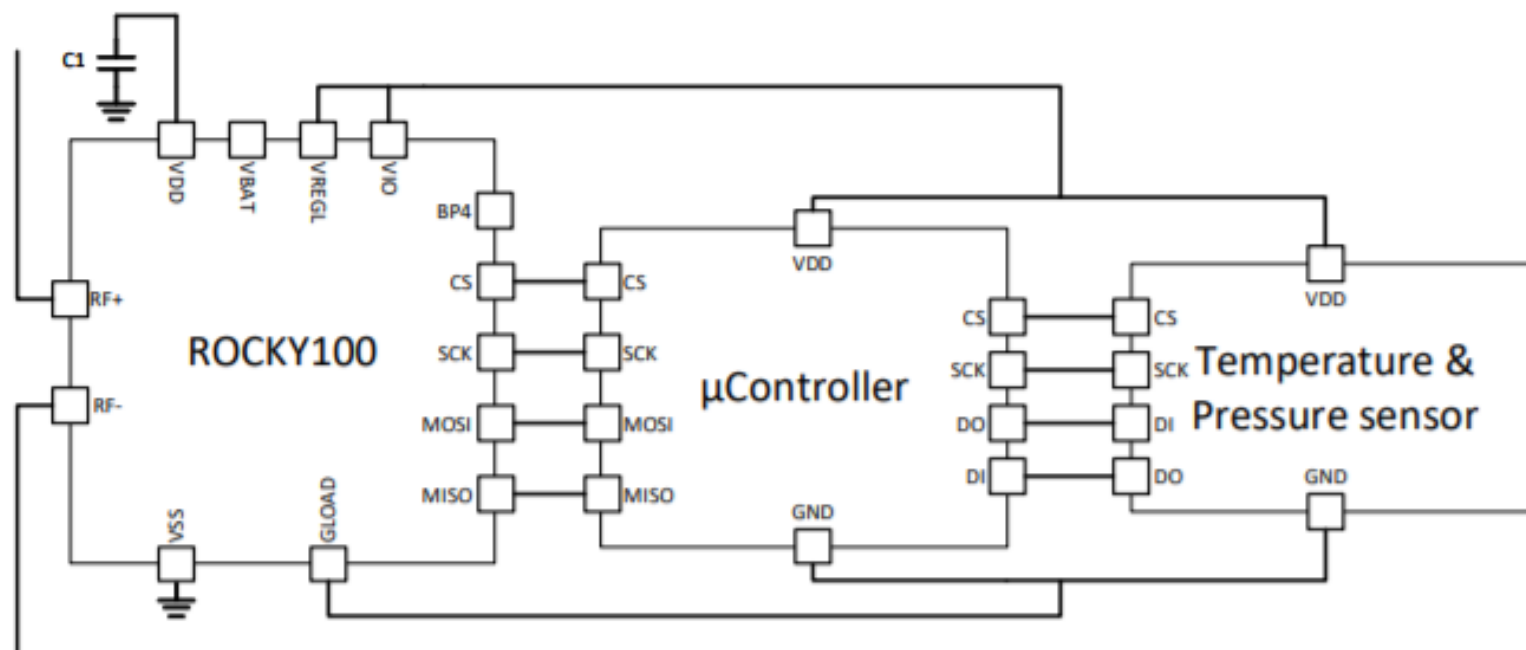 C1
VDD
VBAT
VREGL
VIO
BP4
RF+
RF-
ROCKY100
CS
SCK
MOSI
MISO
VSS
GLOAD
VDD
CS
SCK
MOSI
MISO
µController
CS
SCK
DO
DI
GND
VDD
CS
SCK
DI
DO
Temperature &
Pressure sensor
GND